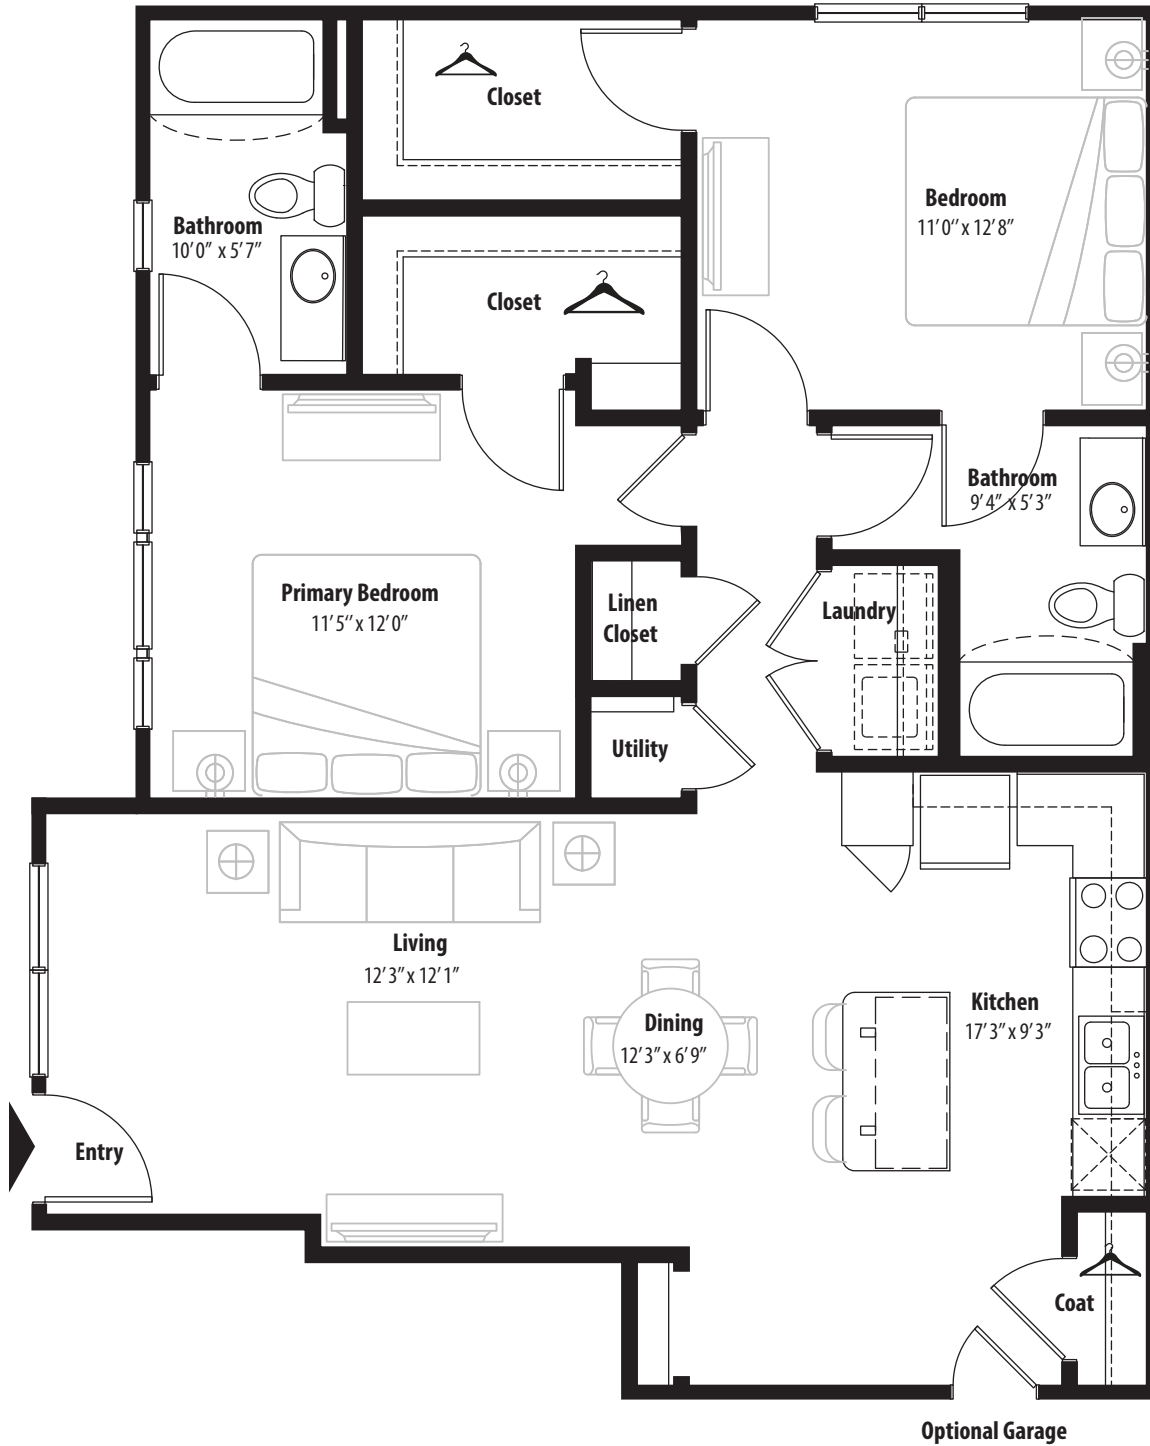 Closet
Bathroom
10'0" x 5'7"
Bedroom
11'0" x 12'8"
Closet
Bathroom
9'4" x 5'3"
Primary Bedroom
11'5" x 12'0"
Linen
Closet
Laundry
Utility
Living
12'3" x 12'1"
Dining
12'3" x 6'9"
Kitchen
17'3" x 9'3"
Entry
Coat
Optional Garage